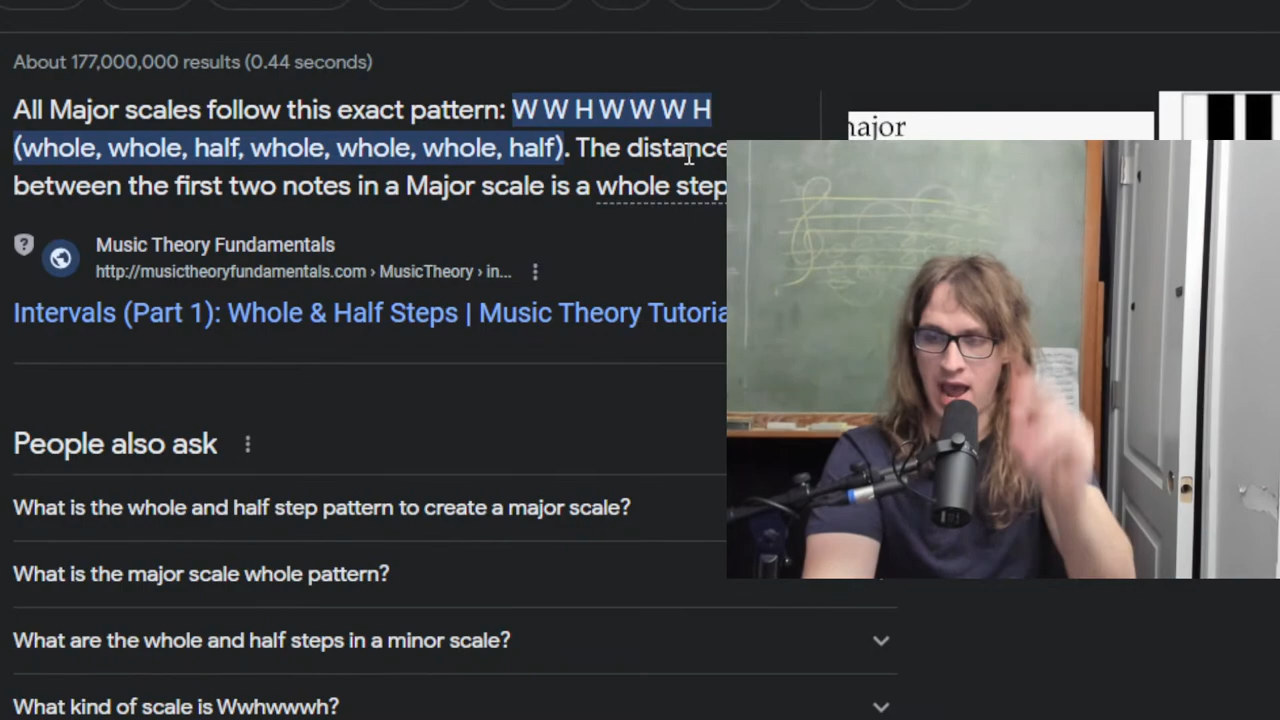 About 177,000,000 results (0.44 seconds)
All Major scales follow this exact pattern: W W H W W W H
(whole, whole, half, whole, whole, whole, half). The distance
between the first two notes in a Major scale is a whole step
major
Music Theory Fundamentals
http://musictheoryfundamentals.com › MusicTheory › in...
Intervals (Part 1): Whole & Half Steps | Music Theory Tutoria
People also ask
What is the whole and half step pattern to create a major scale?
What is the major scale whole pattern?
What are the whole and half steps in a minor scale?
What kind of scale is Wwhwwwh?